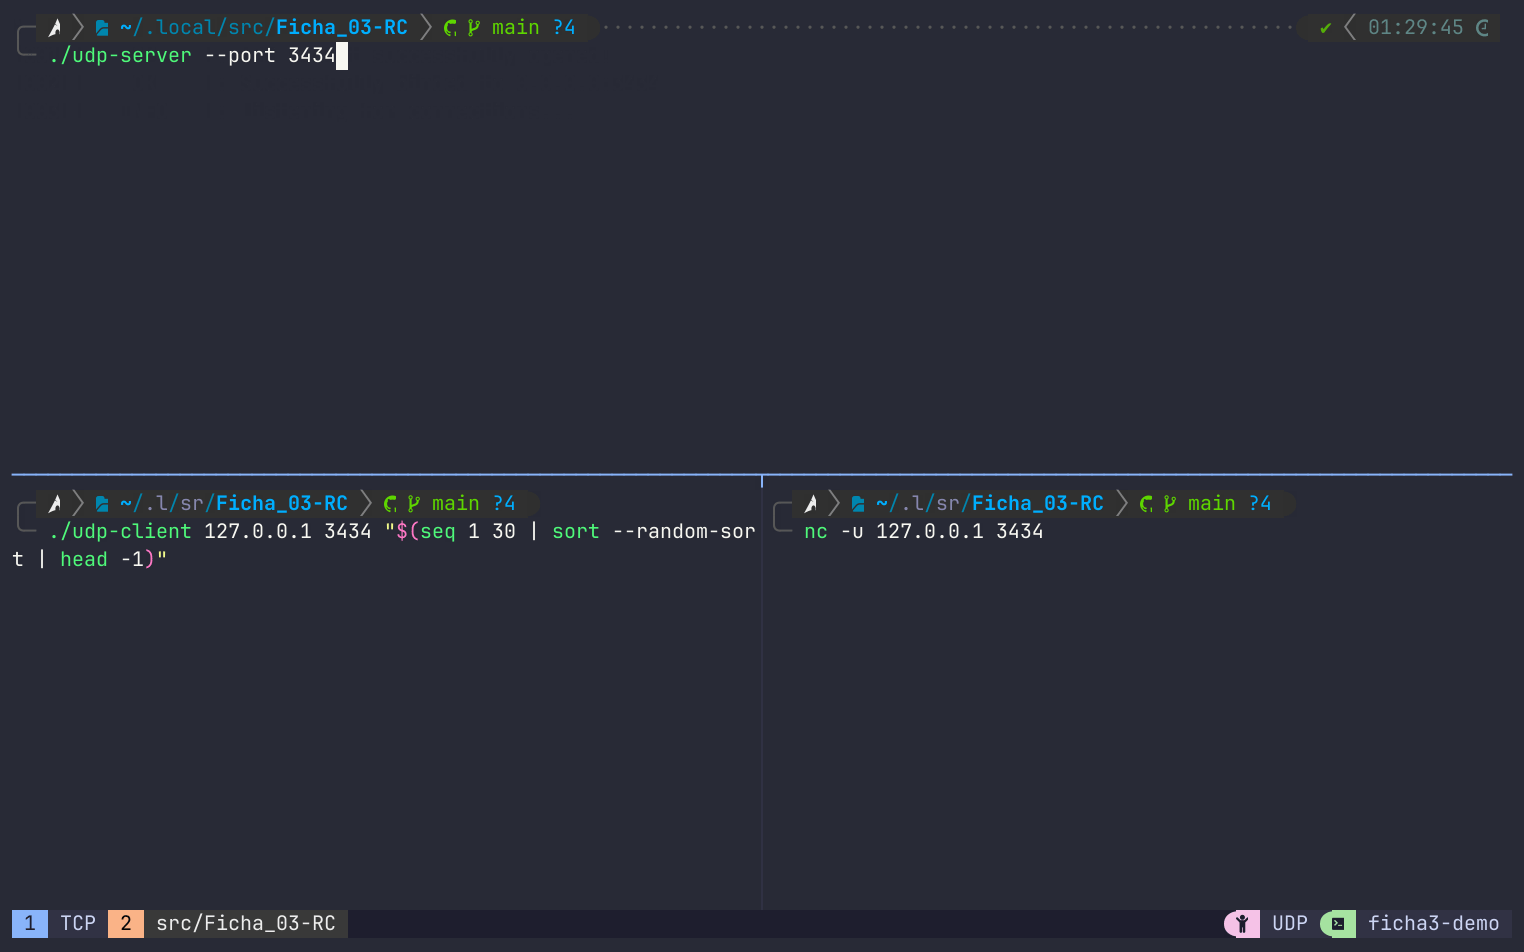 ~/.local/src/Ficha_03-RC main ?4 ✔ 01:29:45
./udp-server --port 3434
~/.l/sr/Ficha_03-RC main ?4
./udp-client 127.0.0.1 3434 "$(seq 1 30 | sort --random-sor
t | head -1)"
~/.l/sr/Ficha_03-RC main ?4
nc -u 127.0.0.1 3434
1 TCP 2 src/Ficha_03-RC UDP ficha3-demo